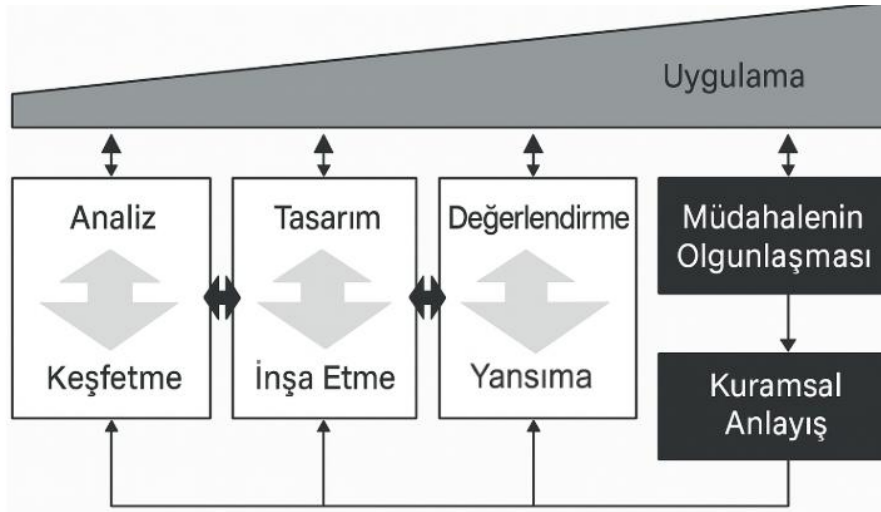 Uygulama
Analiz
Keşfetme
Tasarım
İnşa Etme
Değerlendirme
Yansıma
Müdahalenin
Olgunlaşması
Kuramsal
Anlayış